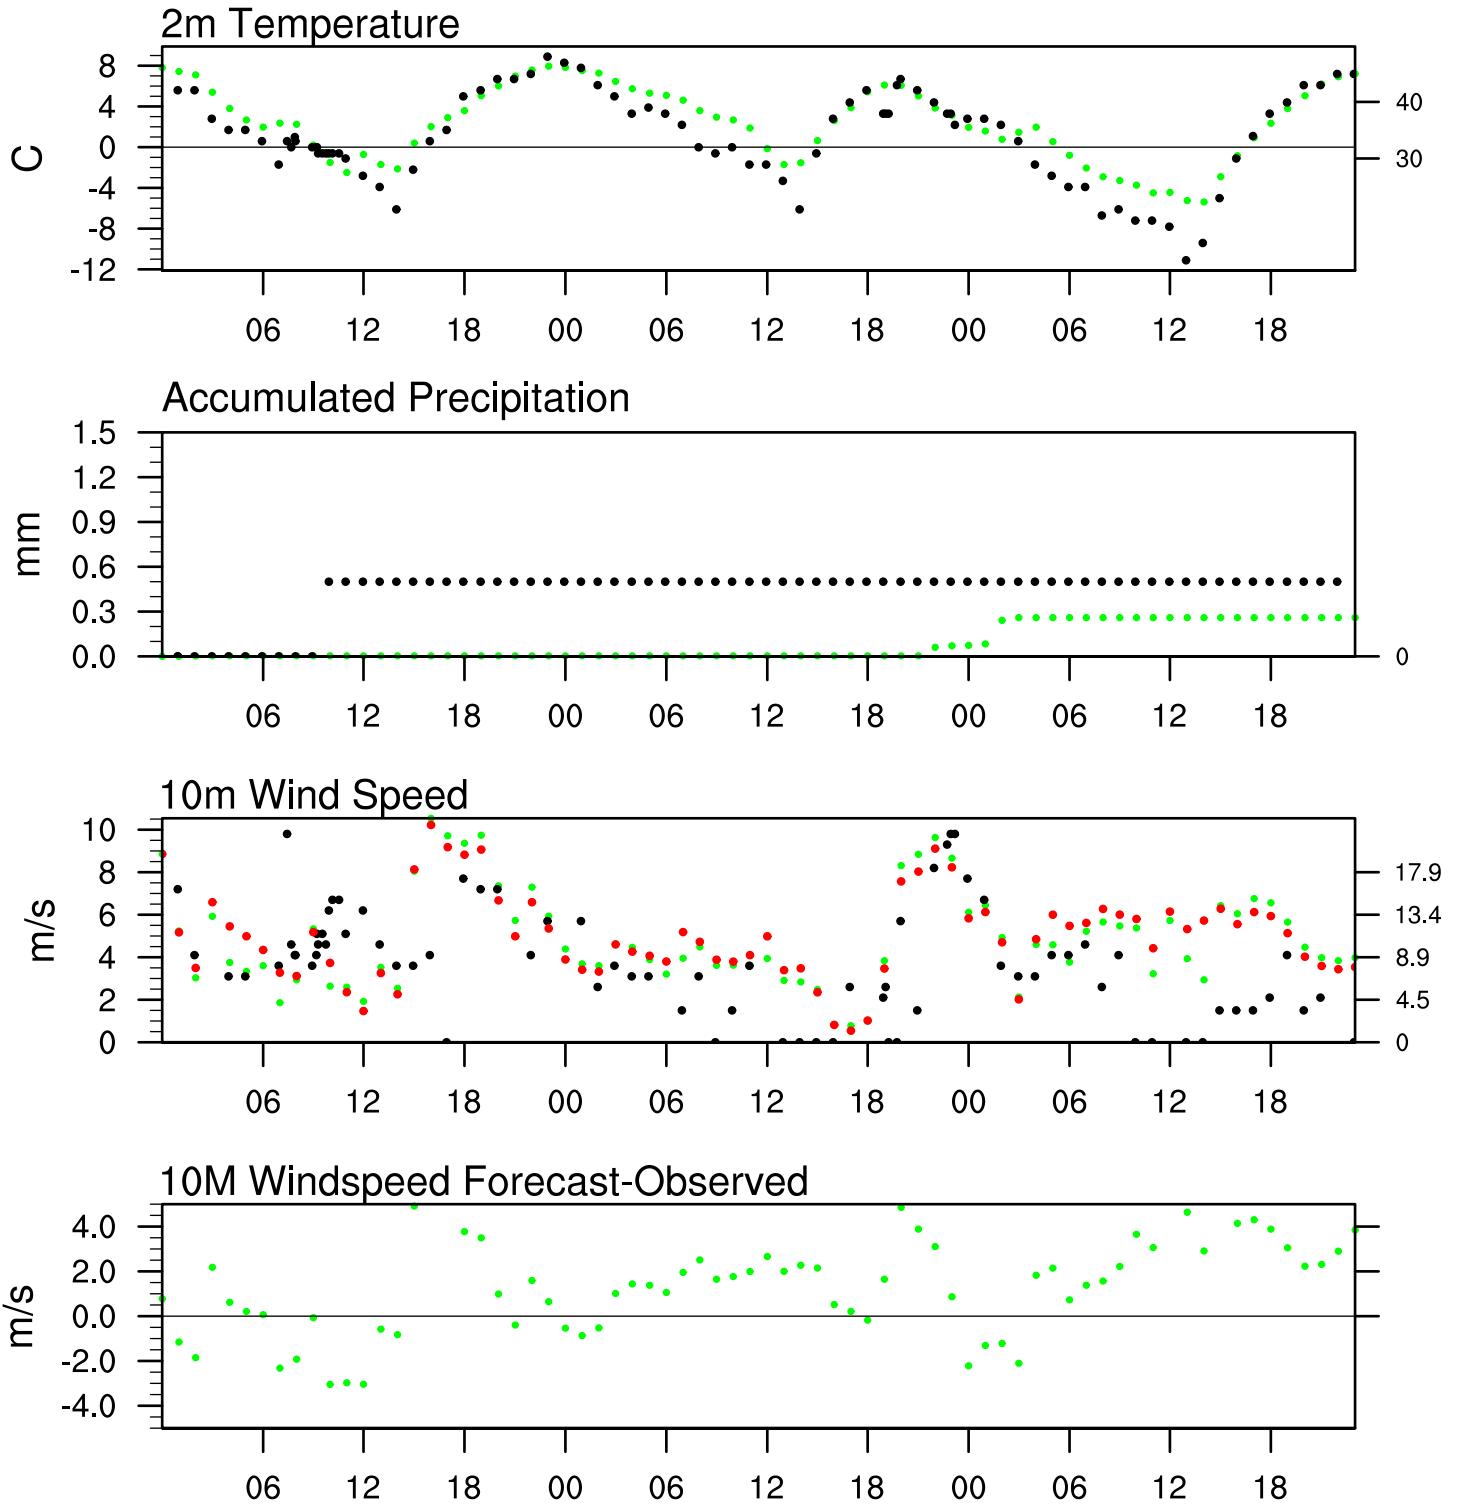 2m Temperature
8
4
0
-4
-8
-12
C
40
30
06 12 18 00 06 12 18 00 06 12 18
Accumulated Precipitation
1.5
1.2
0.9
0.6
0.3
0.0
mm
0
06 12 18 00 06 12 18 00 06 12 18
10m Wind Speed
10
8
6
4
2
0
m/s
17.9
13.4
8.9
4.5
0
06 12 18 00 06 12 18 00 06 12 18
10M Windspeed Forecast-Observed
4.0
2.0
0.0
-2.0
-4.0
m/s
06 12 18 00 06 12 18 00 06 12 18